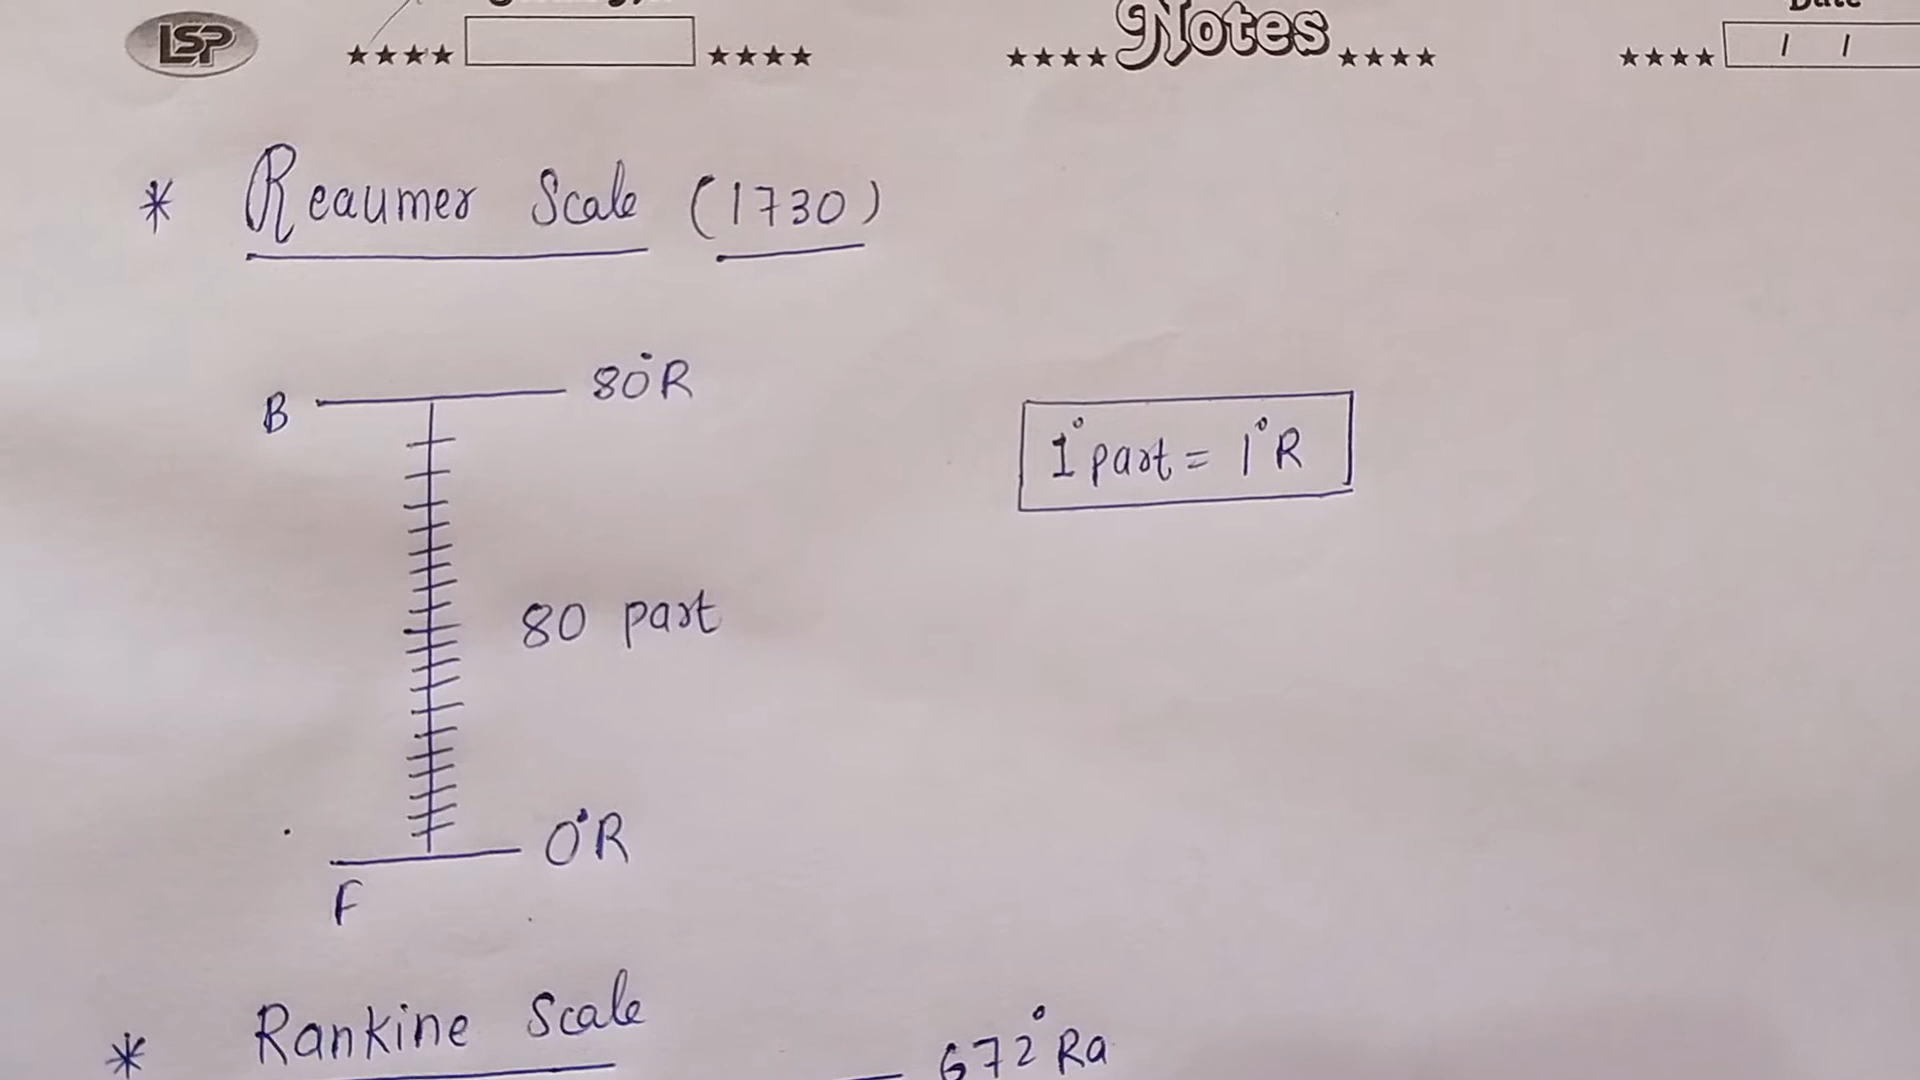 LSP
Notes
* Reaumer Scale (1730)
B
80°R
1° part = 1°R
80 part
0°R
F
* Rankine Scale
672° Ra